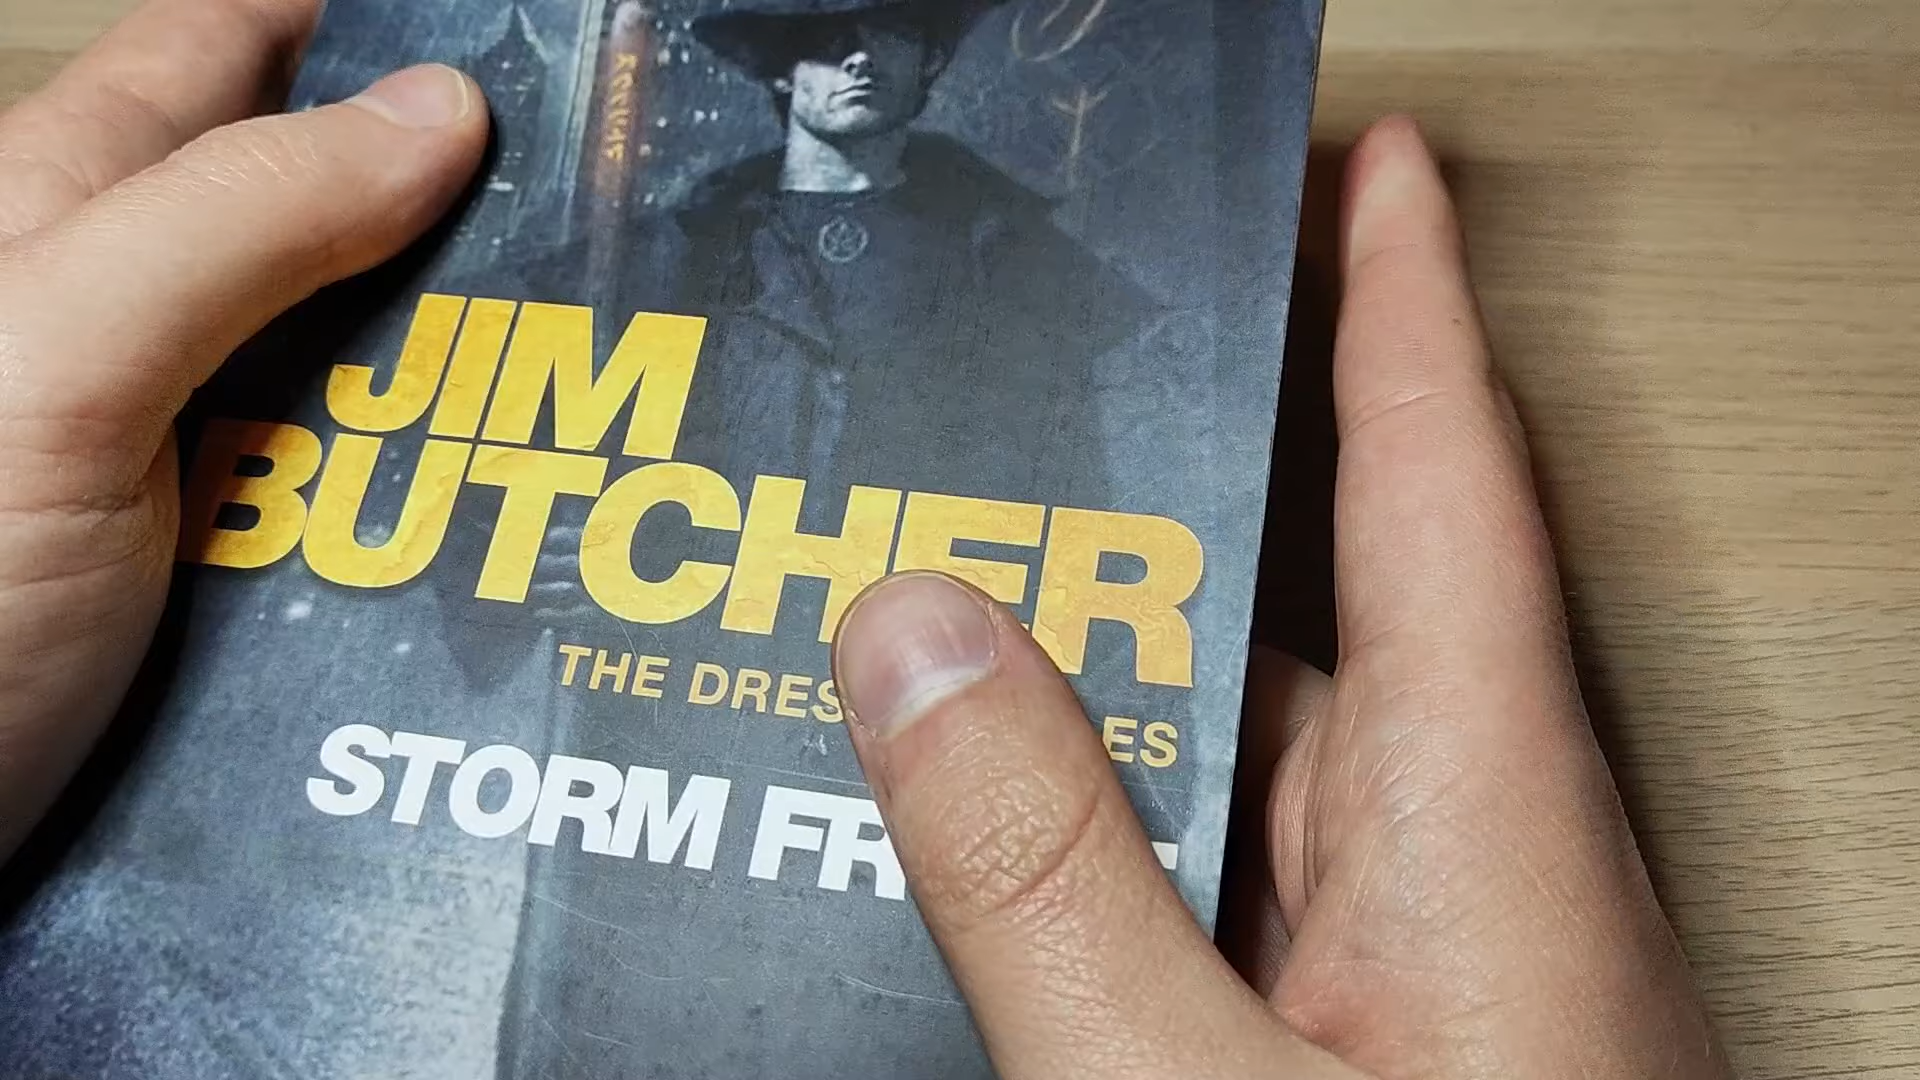 JIM
BUTCHER
THE DRES ES
STORM FR